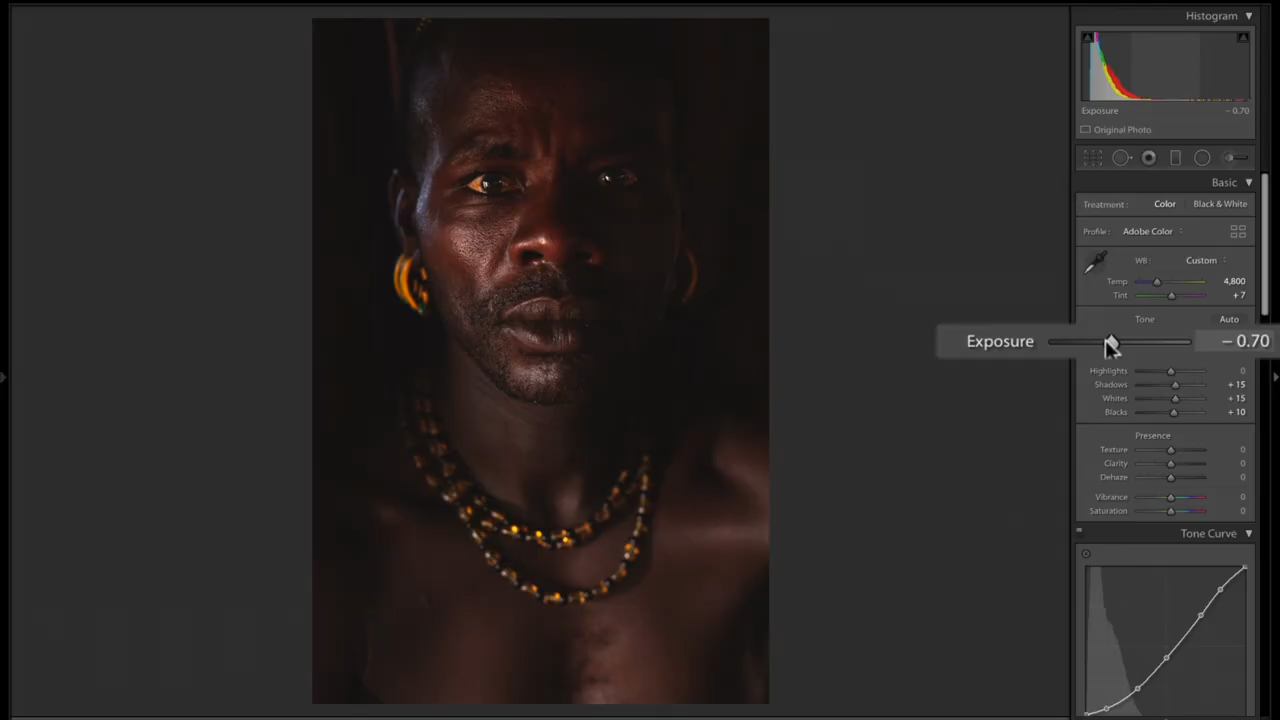 Histogram
Exposure – 0.70
Original Photo
Basic
Treatment : Color Black & White
Profile : Adobe Color
WB : Custom
Temp 4,800
Tint + 7
Tone Auto
Exposure – 0.70
Highlights 0
Shadows + 15
Whites + 15
Blacks + 10
Presence
Texture 0
Clarity 0
Dehaze 0
Vibrance 0
Saturation 0
Tone Curve